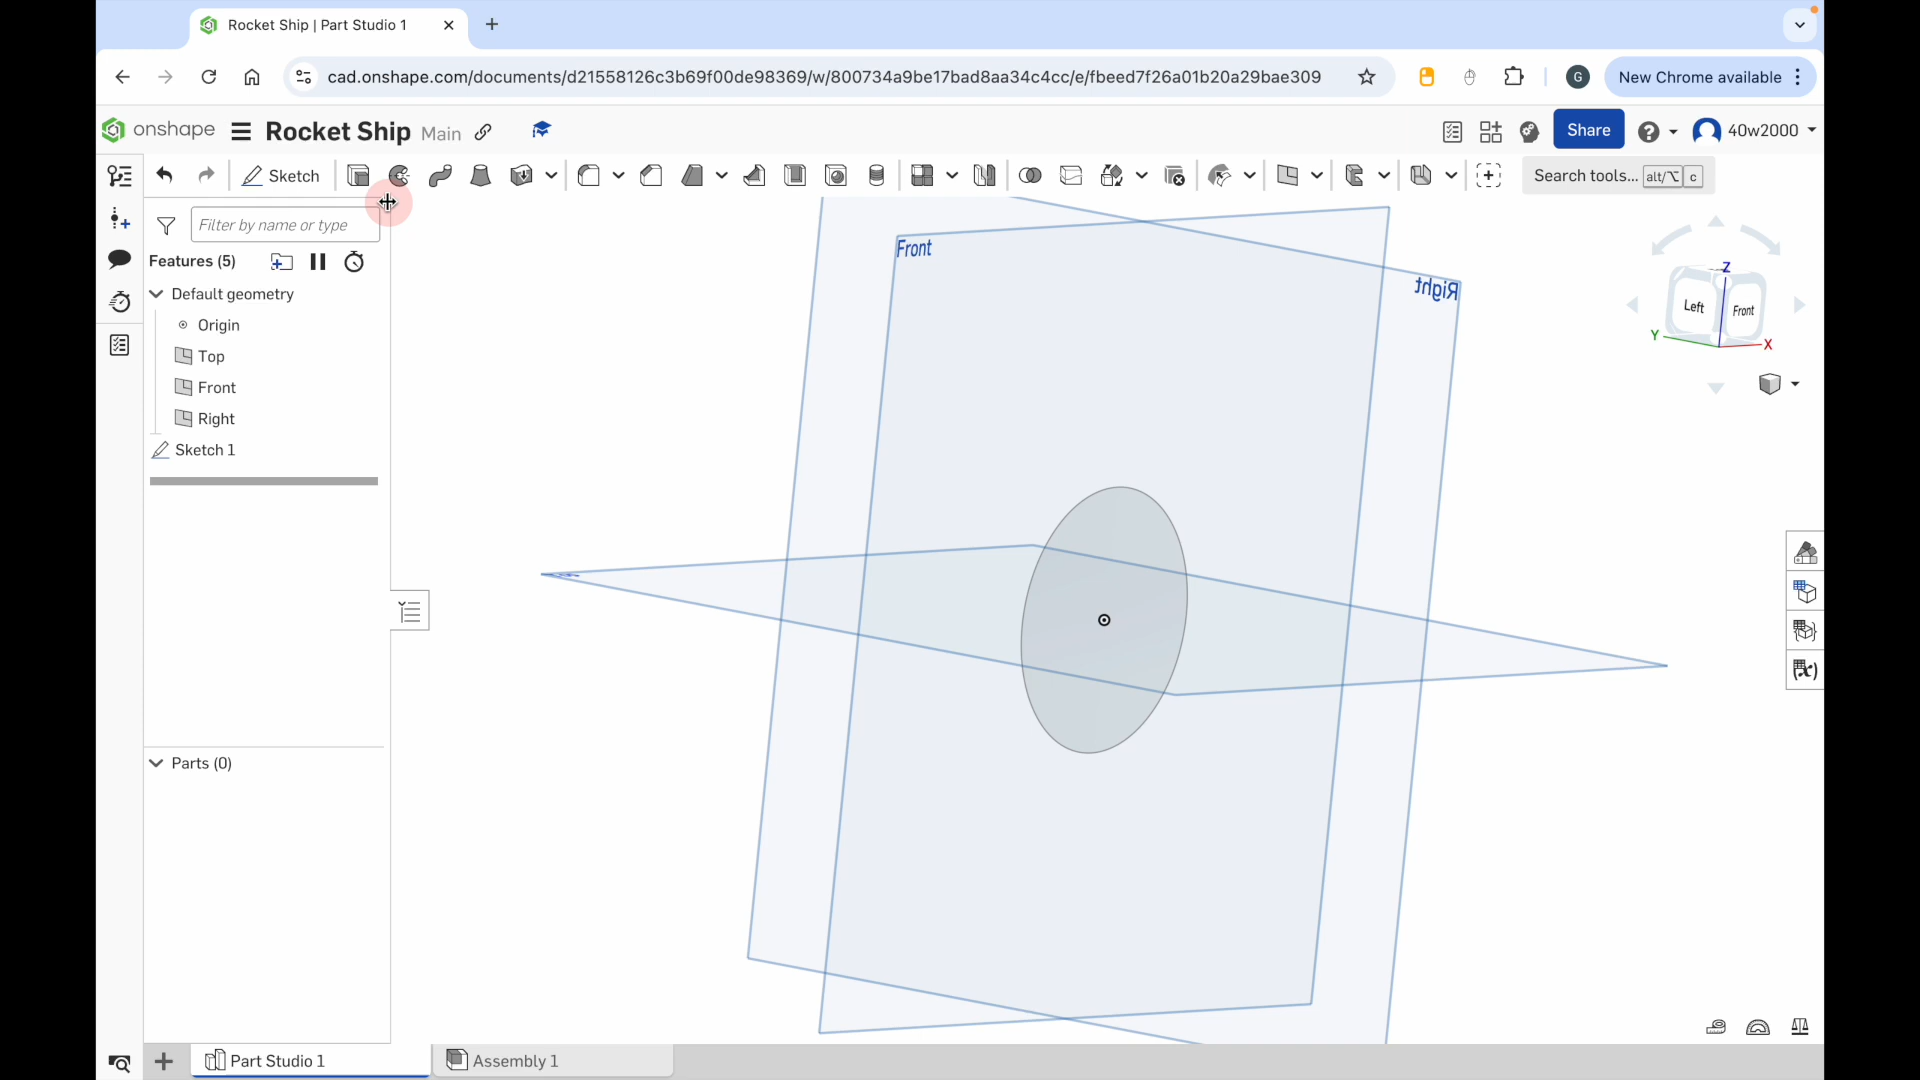 Rocket Ship | Part Studio 1
cad.onshape.com/documents/d21558126c3b69f00de98369/w/800734a9be17bad8aa34c4cc/e/fbeed7f26a01b20a29bae309
G
New Chrome available
onshape
Rocket Ship Main
Share
40w2000
Sketch
Search tools... alt/⌥ c
Filter by name or type
Features (5)
Default geometry
Origin
Top
Front
Right
Sketch 1
Parts (0)
Front
Right
Z
Left
Front
Y
X
Part Studio 1
Assembly 1